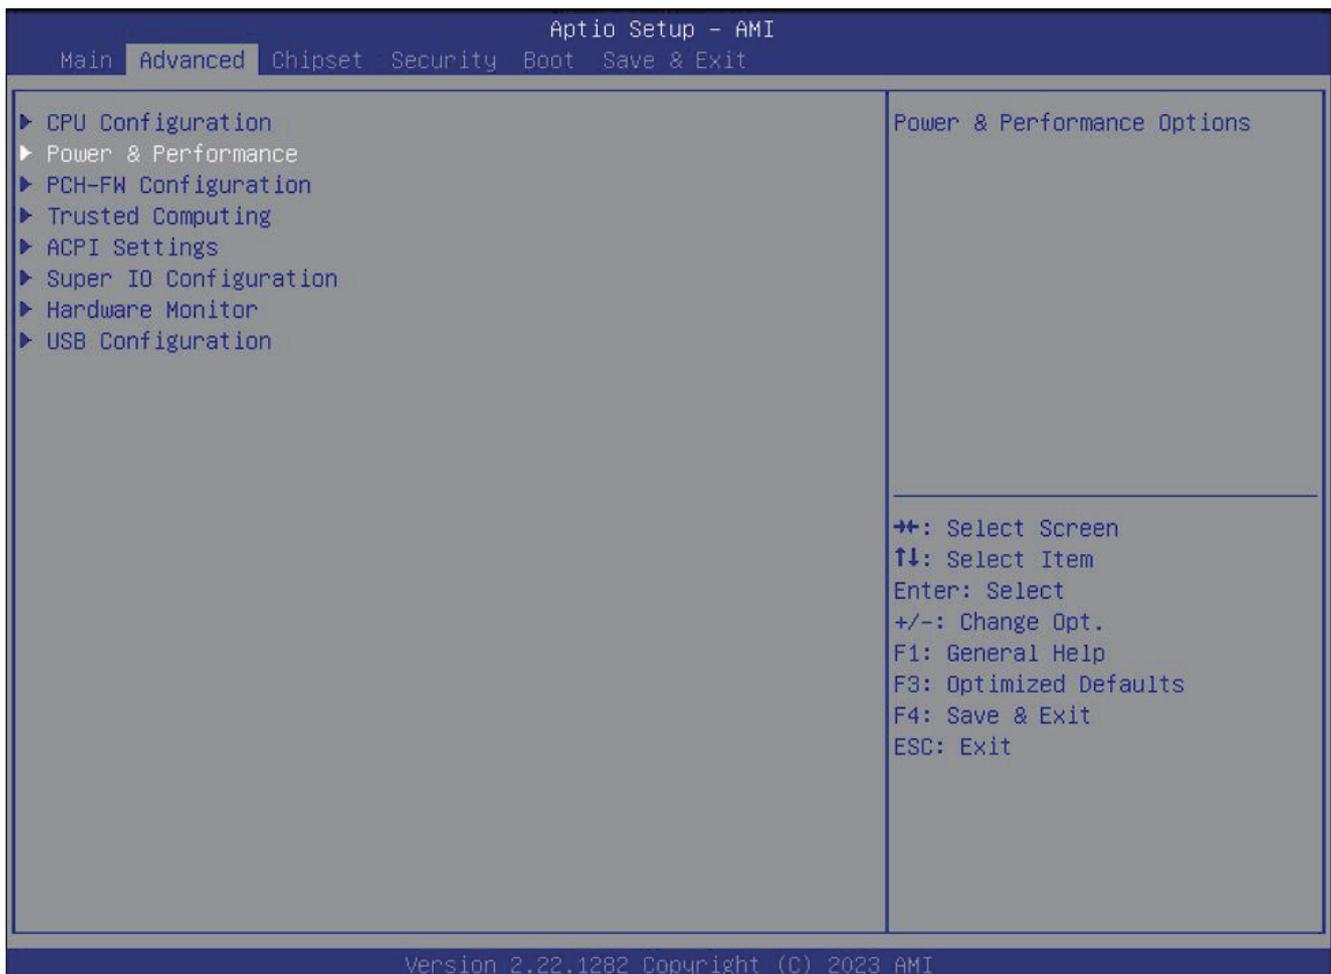 Aptio Setup – AMI
Main Advanced Chipset Security Boot Save & Exit
▶ CPU Configuration
▶ Power & Performance
▶ PCH-FW Configuration
▶ Trusted Computing
▶ ACPI Settings
▶ Super IO Configuration
▶ Hardware Monitor
▶ USB Configuration
Power & Performance Options
→←: Select Screen
↑↓: Select Item
Enter: Select
+/-: Change Opt.
F1: General Help
F3: Optimized Defaults
F4: Save & Exit
ESC: Exit
Version 2.22.1282 Copyright (C) 2023 AMI